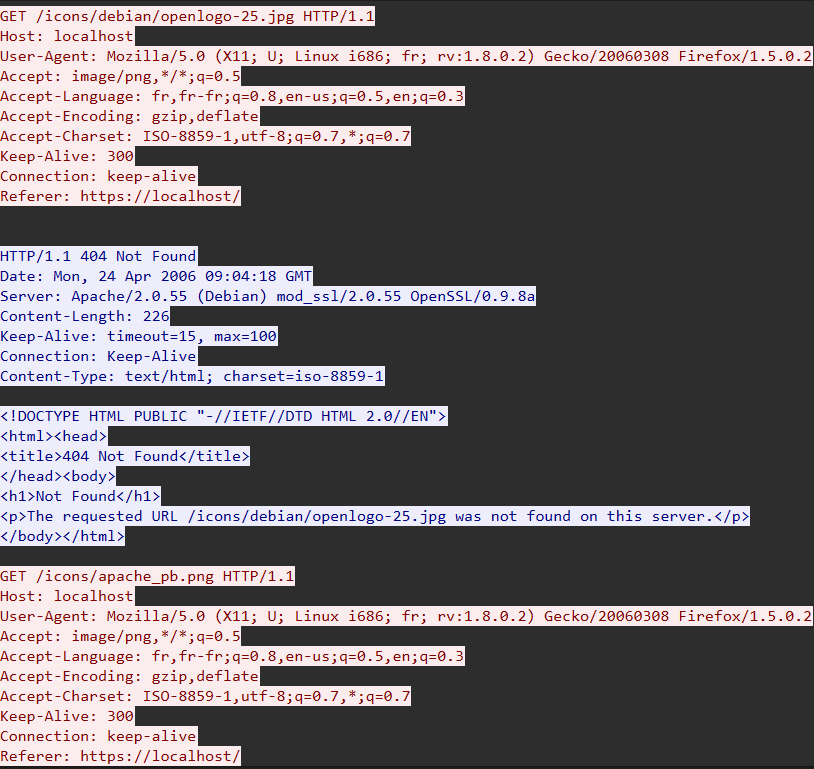 GET /icons/debian/openlogo-25.jpg HTTP/1.1
Host: localhost
User-Agent: Mozilla/5.0 (X11; U; Linux i686; fr; rv:1.8.0.2) Gecko/20060308 Firefox/1.5.0.2
Accept: image/png,*/*;q=0.5
Accept-Language: fr,fr-fr;q=0.8,en-us;q=0.5,en;q=0.3
Accept-Encoding: gzip,deflate
Accept-Charset: ISO-8859-1,utf-8;q=0.7,*;q=0.7
Keep-Alive: 300
Connection: keep-alive
Referer: https://localhost/
HTTP/1.1 404 Not Found
Date: Mon, 24 Apr 2006 09:04:18 GMT
Server: Apache/2.0.55 (Debian) mod_ssl/2.0.55 OpenSSL/0.9.8a
Content-Length: 226
Keep-Alive: timeout=15, max=100
Connection: Keep-Alive
Content-Type: text/html; charset=iso-8859-1
<!DOCTYPE HTML PUBLIC "-//IETF//DTD HTML 2.0//EN">
<html><head>
<title>404 Not Found</title>
</head><body>
<h1>Not Found</h1>
<p>The requested URL /icons/debian/openlogo-25.jpg was not found on this server.</p>
</body></html>
GET /icons/apache_pb.png HTTP/1.1
Host: localhost
User-Agent: Mozilla/5.0 (X11; U; Linux i686; fr; rv:1.8.0.2) Gecko/20060308 Firefox/1.5.0.2
Accept: image/png,*/*;q=0.5
Accept-Language: fr,fr-fr;q=0.8,en-us;q=0.5,en;q=0.3
Accept-Encoding: gzip,deflate
Accept-Charset: ISO-8859-1,utf-8;q=0.7,*;q=0.7
Keep-Alive: 300
Connection: keep-alive
Referer: https://localhost/